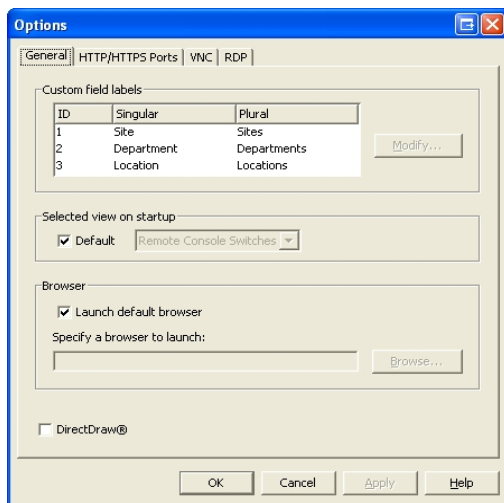 Options
General HTTP/HTTPS Ports VNC RDP
Custom field labels
ID Singular Plural
1 Site Sites
2 Department Departments
3 Location Locations
Modify...
Selected view on startup
Default Remote Console Switches
Browser
Launch default browser
Specify a browser to launch:
Browse...
DirectDraw®
OK Cancel Apply Help